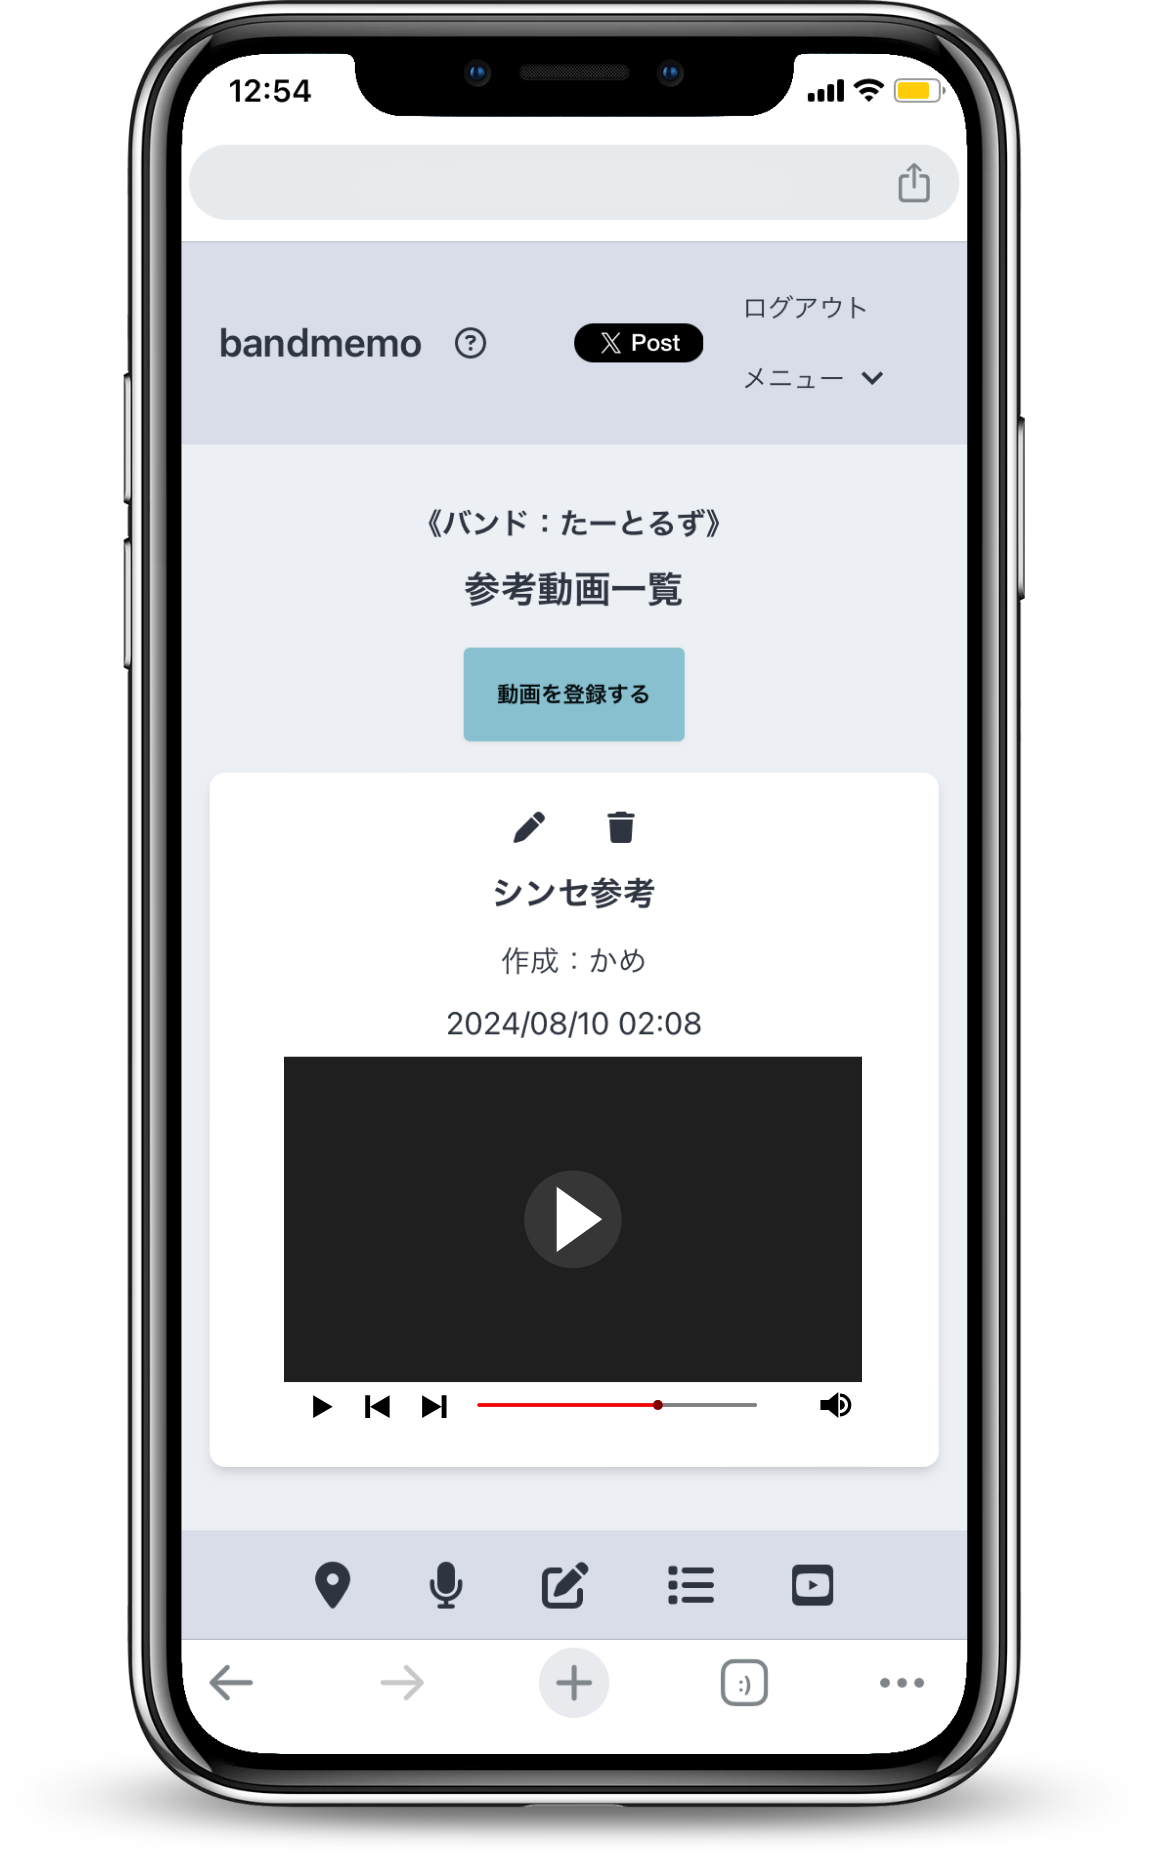 12:54
bandmemo
Post
ログアウト
メニュー
《バンド：たーとるず》
参考動画一覧
動画を登録する
シンセ参考
作成：かめ
2024/08/10 02:08
:)